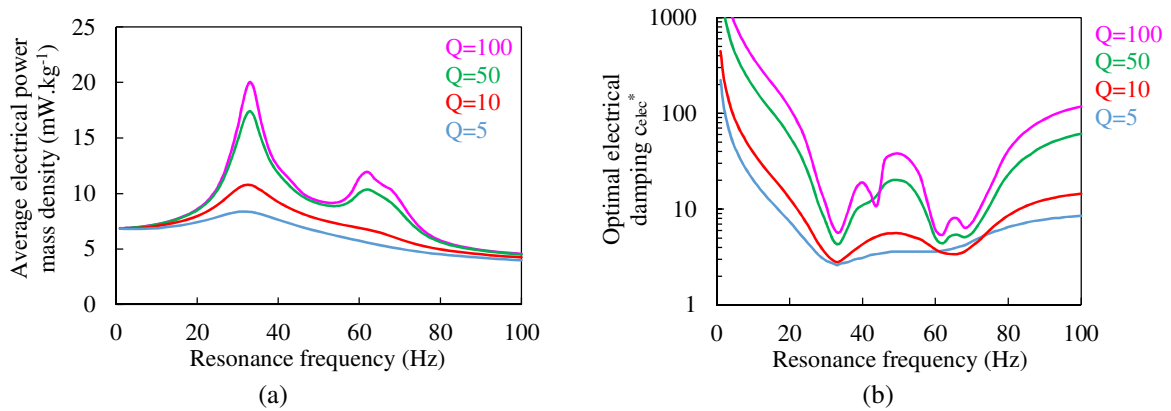 25
20
15
10
5
0
0 20 40 60 80 100
Average electrical power
mass density (mW.kg⁻¹)
Resonance frequency (Hz)
Q=100
Q=50
Q=10
Q=5
(a)
1000
100
10
1
0 20 40 60 80 100
Optimal electrical
damping cₑₗₑc*
Resonance frequency (Hz)
Q=100
Q=50
Q=10
Q=5
(b)